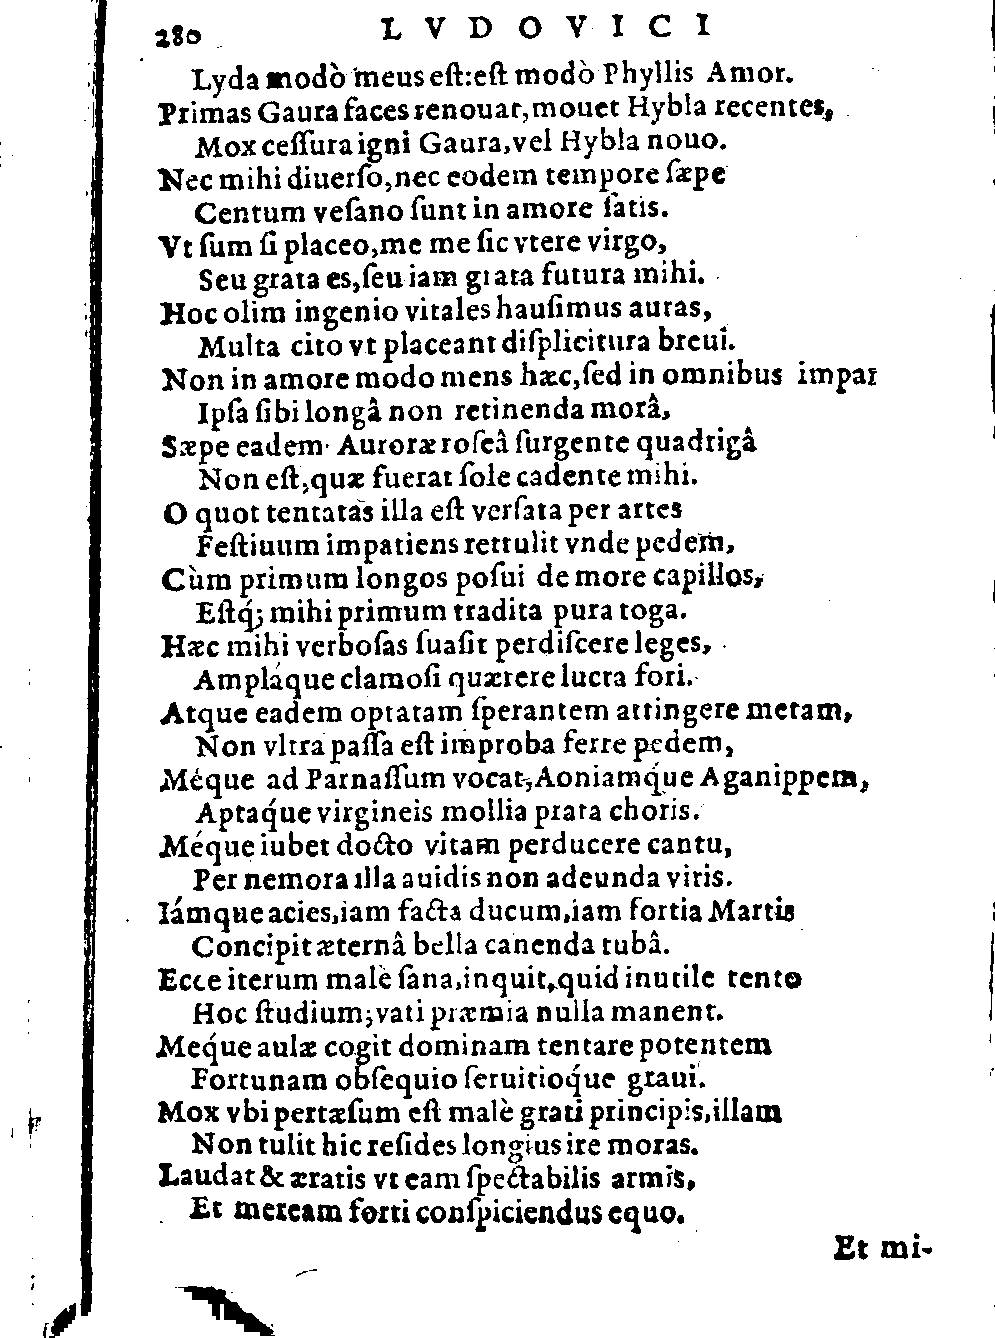 280 LVDOVICI
Lyda modò meus eſt:eſt modò Phyllis Amor.
Primas Gaura faces renouat,mouet Hybla recentes,
Mox ceſſura igni Gaura,vel Hybla nouo.
Nec mihi diuerſo,nec eodem tempore ſæpe
Centum veſano ſunt in amore ſatis.
Vt ſum ſi placeo,me me ſic vtere virgo,
Seu grata es,ſeu iam grata futura mihi.
Hoc olim ingenio vitales hauſimus auras,
Multa cito vt placeant diſplicitura breui.
Non in amore modo mens hæc,ſed in omnibus impar
Ipſa ſibi longâ non retinenda morâ,
Sæpe eadem Auroræ roſeâ ſurgente quadrigâ
Non eſt,quæ fuerat ſole cadente mihi.
O quot tentatas illa eſt verſata per artes
Feſtiuum impatiens rettulit vnde pedem,
Cùm primum longos poſui de more capillos,
Eſtq́; mihi primum tradita pura toga.
Hæc mihi verboſas ſuaſit perdiſcere leges,
Ampláque clamoſi quærere lucra fori.
Atque eadem optatam ſperantem attingere metam,
Non vltra paſſa eſt improba ferre pedem,
Méque ad Parnaſſum vocat,Aoniamq́ue Aganippem,
Aptaq́ue virgineis mollia prata choris.
Méque iubet docto vitam perducere cantu,
Per nemora illa auidis non adeunda viris.
Iámque acies,iam facta ducum,iam fortia Martis
Concipit æternâ bella canenda tubâ.
Ecce iterum malè ſana,inquit,quid inutile tento
Hoc ſtudium;vati præmia nulla manent.
Meq́ue aulæ cogit dominam tentare potentem
Fortunam obſequio ſeruitioq́ue graui.
Mox vbi pertæſum eſt malè grati principis,illam
Non tulit hic reſides longius ire moras.
Laudat & æratis vt eam ſpectabilis armis,
Et meream forti conſpiciendus equo.
Et mi-